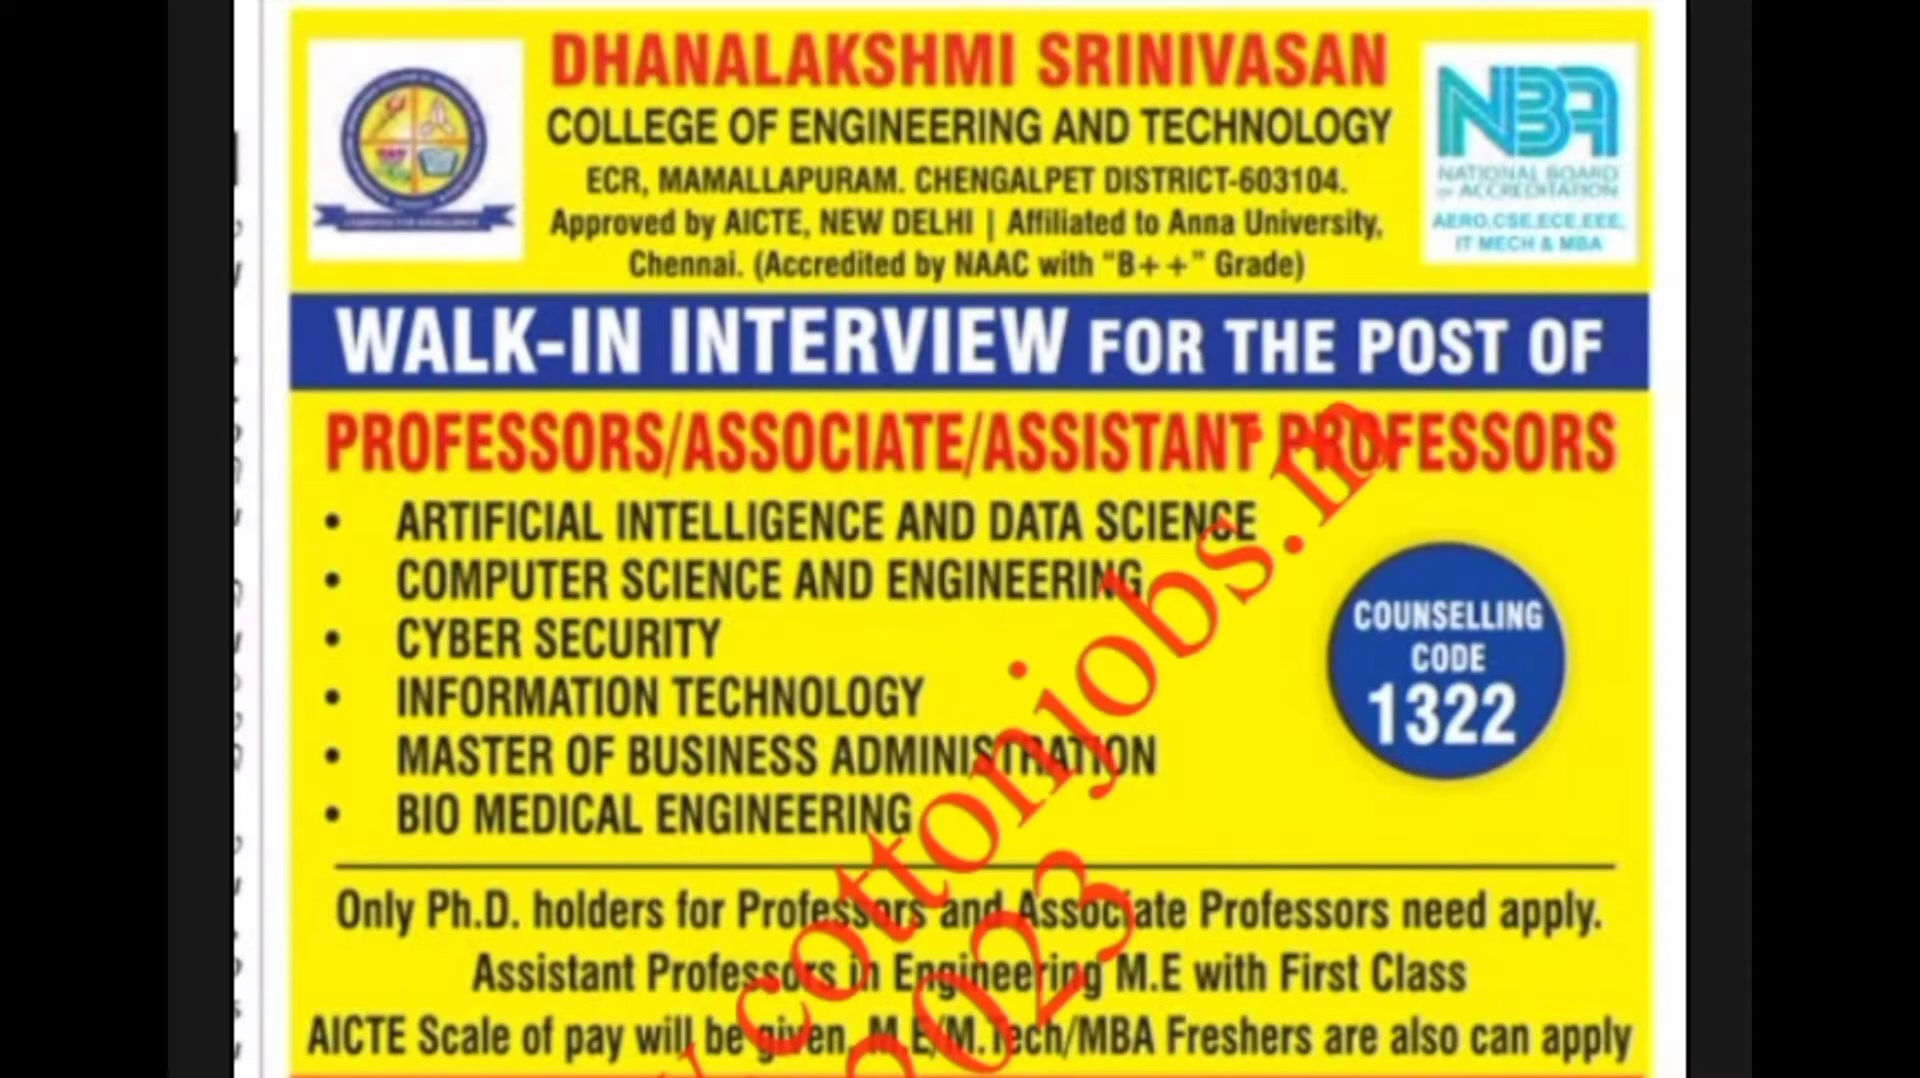 DHANALAKSHMI SRINIVASAN
COLLEGE OF ENGINEERING AND TECHNOLOGY
ECR, MAMALLAPURAM. CHENGALPET DISTRICT-603104.
Approved by AICTE, NEW DELHI | Affiliated to Anna University,
Chennai. (Accredited by NAAC with "B++" Grade)
NBA
NATIONAL BOARD
OF ACCREDITATION
AERO,CSE,ECE,EEE,
IT MECH & MBA
WALK-IN INTERVIEW FOR THE POST OF
PROFESSORS/ASSOCIATE/ASSISTANT PROFESSORS
• ARTIFICIAL INTELLIGENCE AND DATA SCIENCE
• COMPUTER SCIENCE AND ENGINEERING
• CYBER SECURITY
• INFORMATION TECHNOLOGY
• MASTER OF BUSINESS ADMINISTRATION
• BIO MEDICAL ENGINEERING
COUNSELLING
CODE
1322
Only Ph.D. holders for Professors and Associate Professors need apply.
Assistant Professors in Engineering M.E with First Class
AICTE Scale of pay will be given. M.E/M.Tech/MBA Freshers are also can apply
cottonjobs.in
2023